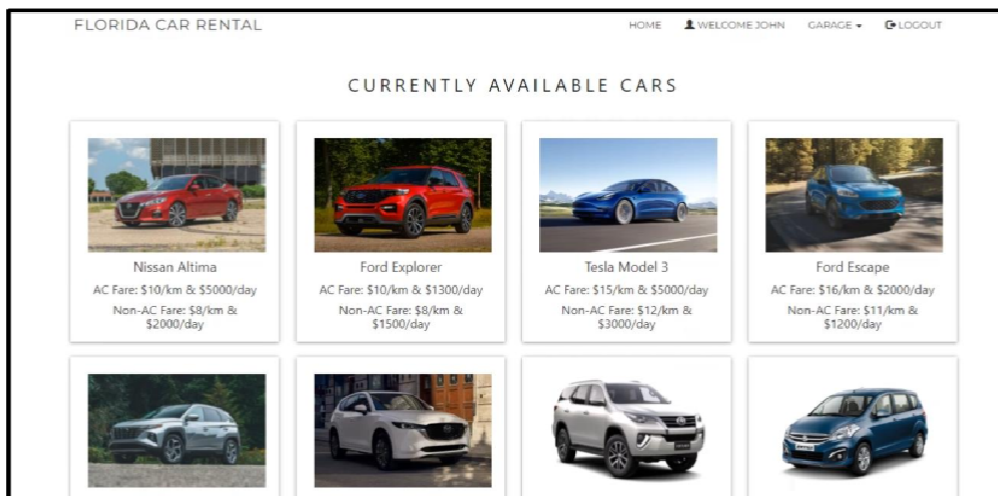 FLORIDA CAR RENTAL
HOME WELCOME JOHN GARAGE LOGOUT
CURRENTLY AVAILABLE CARS
Nissan Altima
AC Fare: $10/km & $5000/day
Non-AC Fare: $8/km &
$2000/day
Ford Explorer
AC Fare: $10/km & $1300/day
Non-AC Fare: $8/km &
$1500/day
Tesla Model 3
AC Fare: $15/km & $5000/day
Non-AC Fare: $12/km &
$3000/day
Ford Escape
AC Fare: $16/km & $2000/day
Non-AC Fare: $11/km &
$1200/day